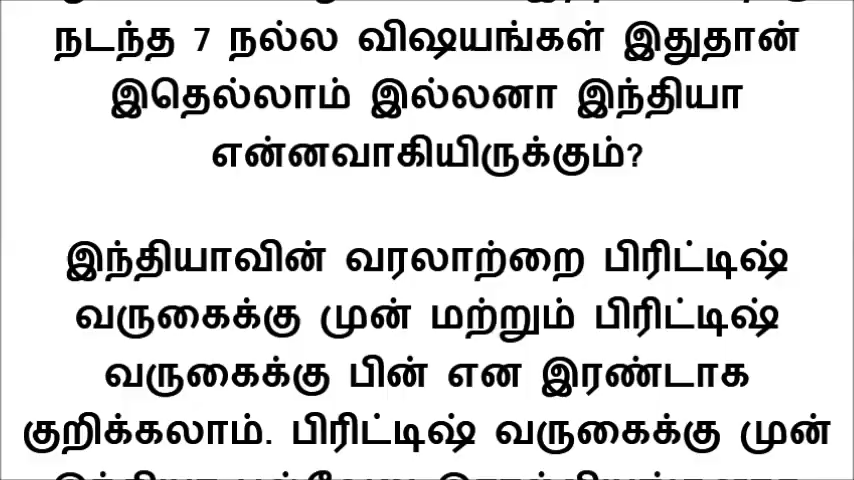 நடந்த 7 நல்ல விஷயங்கள் இதுதான்
இதெல்லாம் இல்லனா இந்தியா
என்னவாகியிருக்கும்?
இந்தியாவின் வரலாற்றை பிரிட்டிஷ்
வருகைக்கு முன் மற்றும் பிரிட்டிஷ்
வருகைக்கு பின் என இரண்டாக
குறிக்கலாம். பிரிட்டிஷ் வருகைக்கு முன்